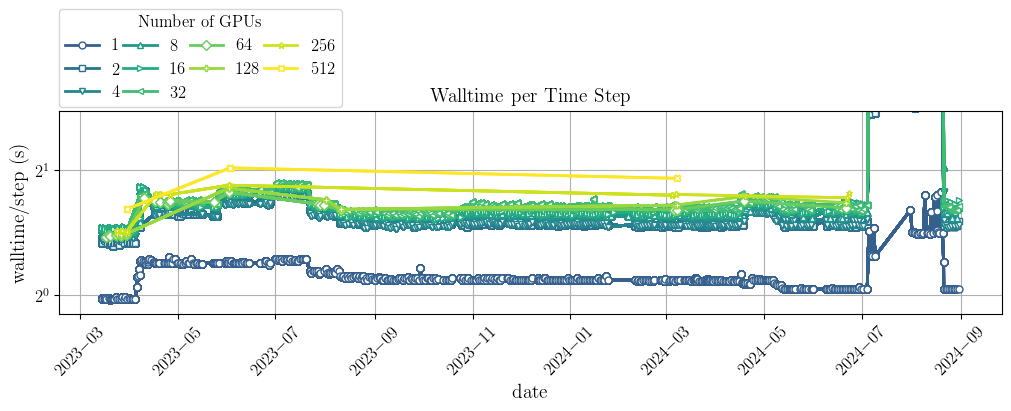 Number of GPUs
1 8 64 256
2 16 128 512
4 32
Walltime per Time Step
walltime/step (s)
2^1
2^0
2023−03 2023−05 2023−07 2023−09 2023−11 2024−01 2024−03 2024−05 2024−07 2024−09
date